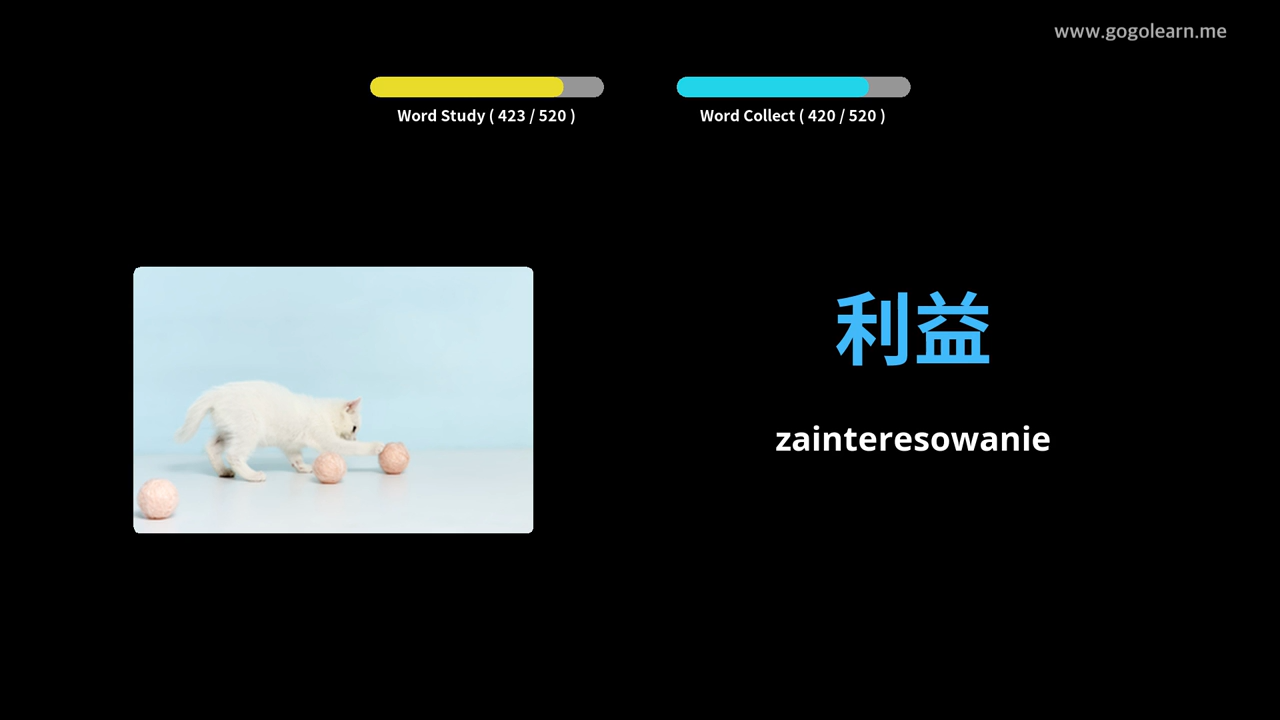 www.gogolearn.me
Word Study ( 423 / 520 )
Word Collect ( 420 / 520 )
利益
zainteresowanie